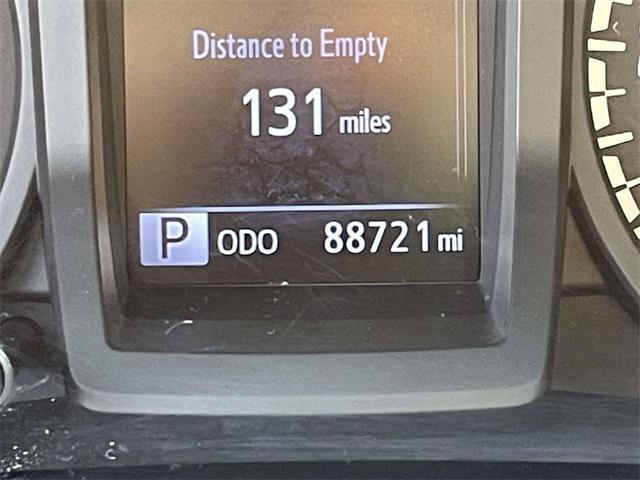 Distance to Empty
131 miles
P ODO 88721 mi